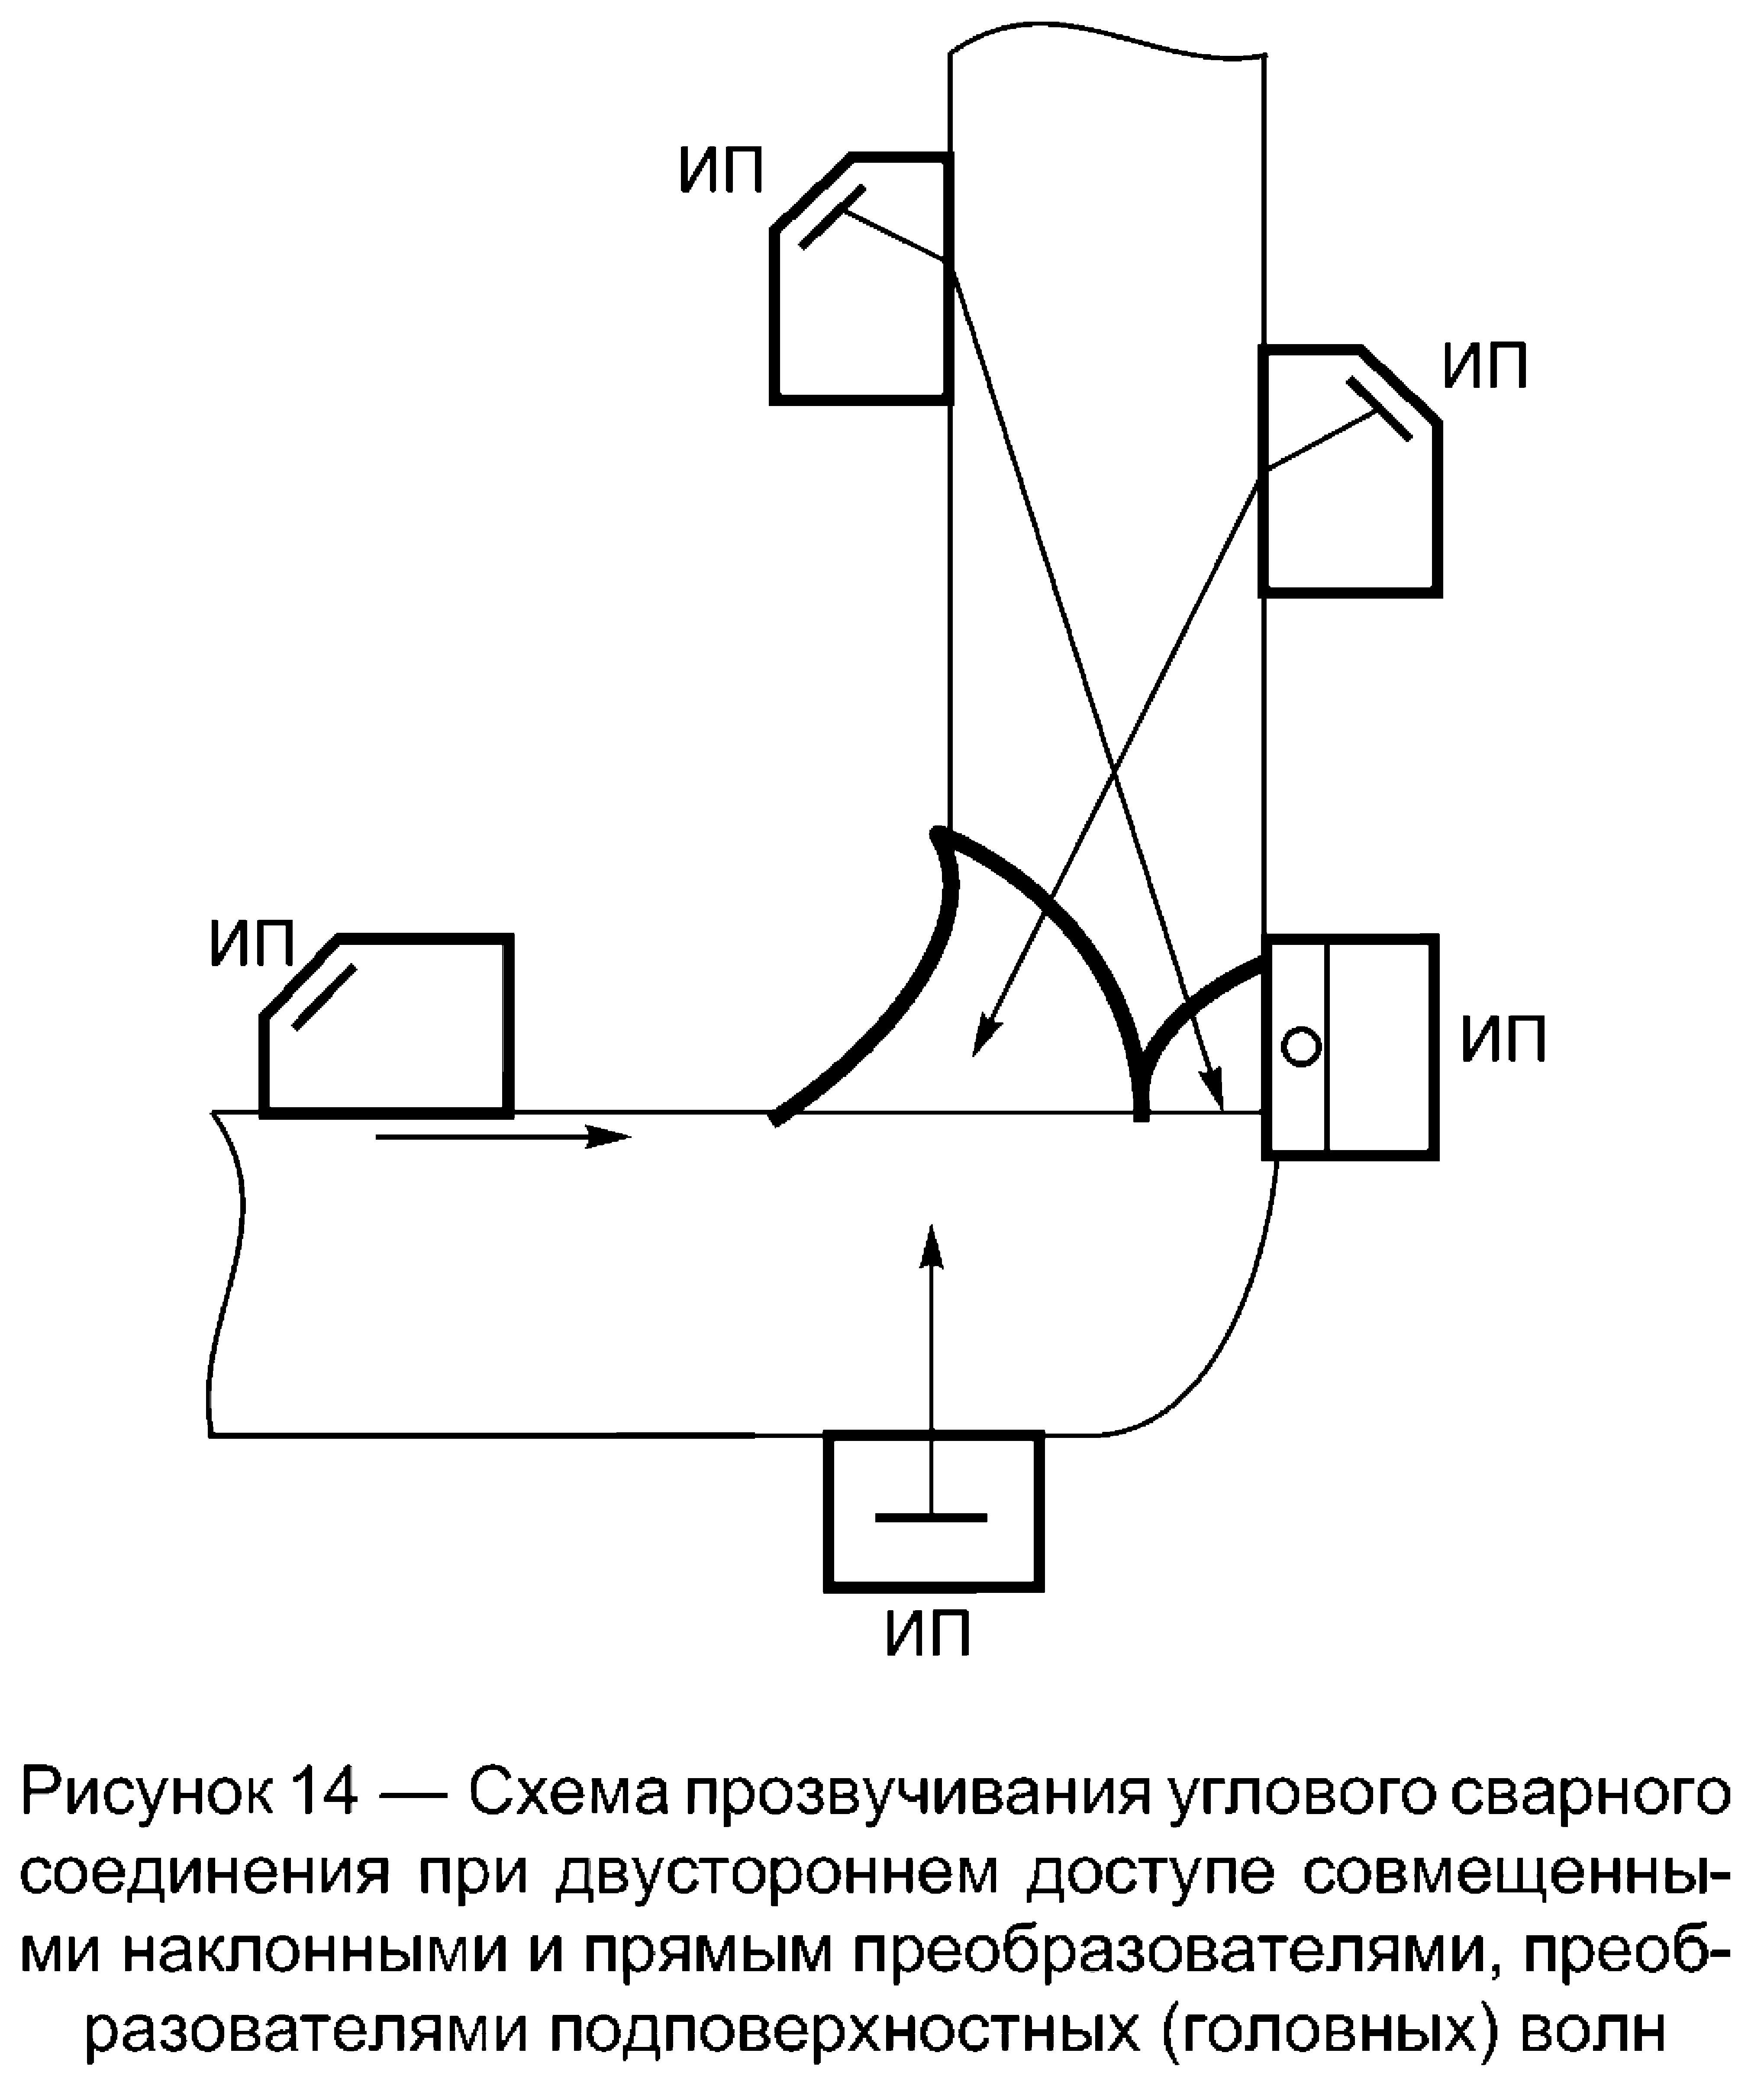 ИП
ИП
ИП
ИП
ИП
Рисунок 14 — Схема прозвучивания углового сварного
соединения при двустороннем доступе совмещенны-
ми наклонными и прямым преобразователями, преоб-
разователями подповерхностных (головных) волн